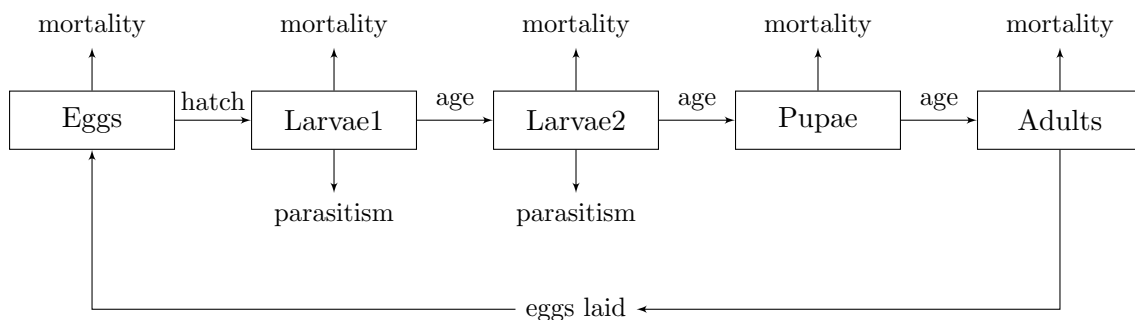 mortality mortality mortality mortality mortality
Eggs hatch Larvae1 age Larvae2 age Pupae age Adults
parasitism parasitism
eggs laid